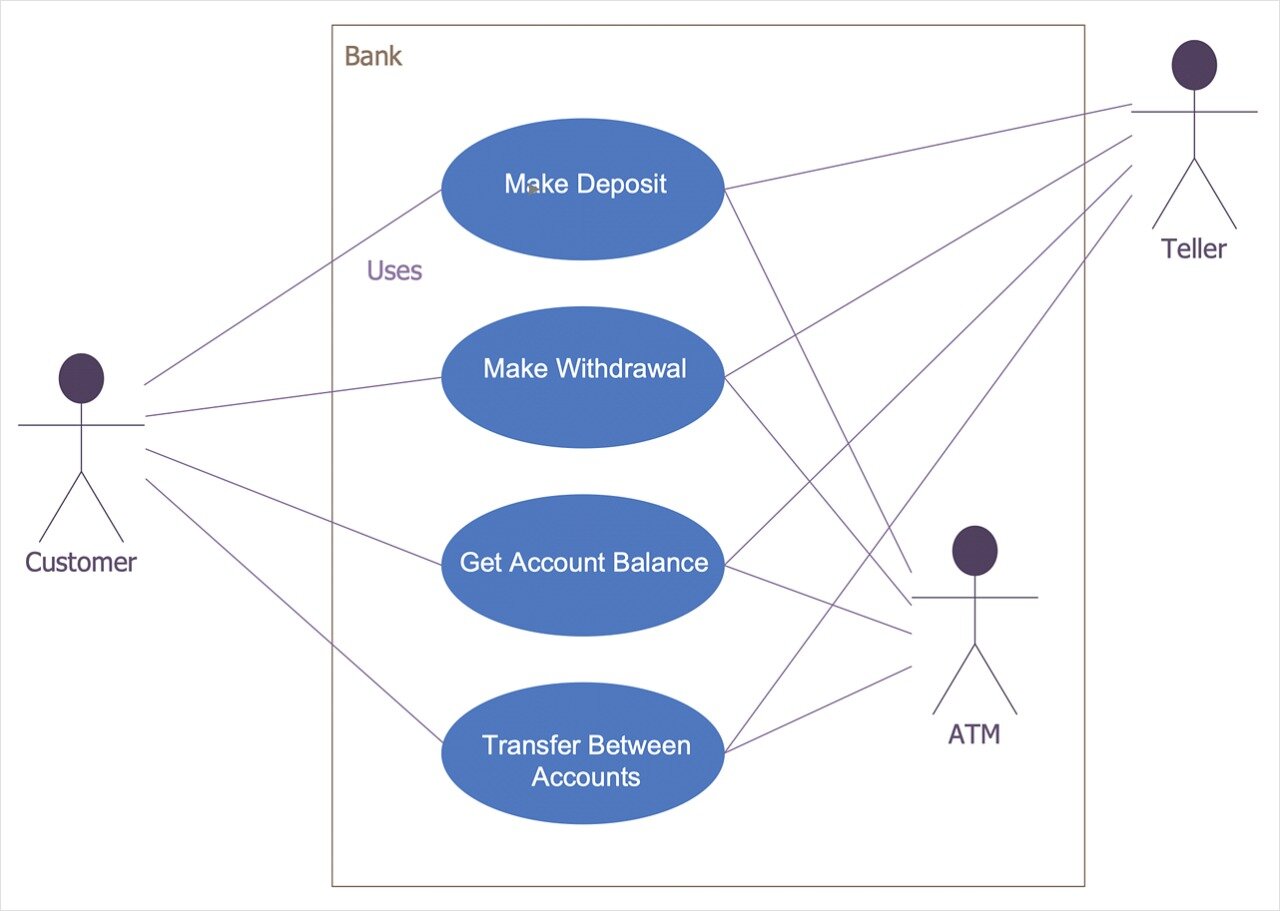 Bank
Make Deposit
Teller
Uses
Make Withdrawal
Customer
Get Account Balance
ATM
Transfer Between
Accounts